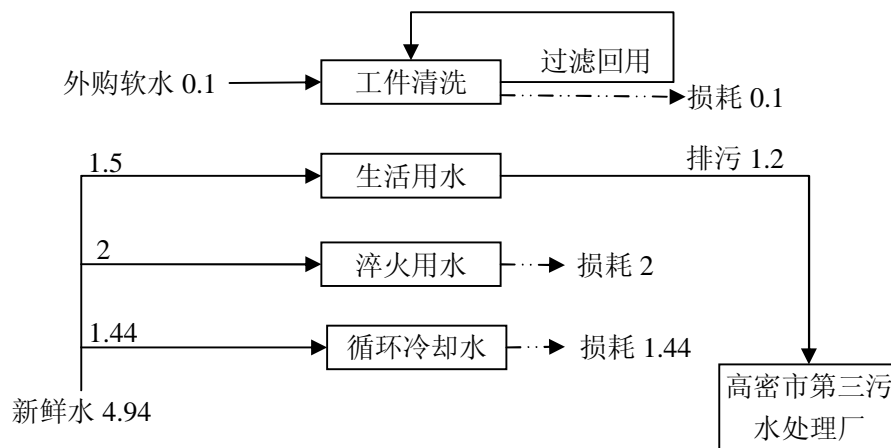 过滤回用
外购软水 0.1
工件清洗
损耗 0.1
1.5
生活用水
排污 1.2
2
淬火用水
损耗 2
1.44
循环冷却水
损耗 1.44
新鲜水 4.94
高密市第三污
水处理厂